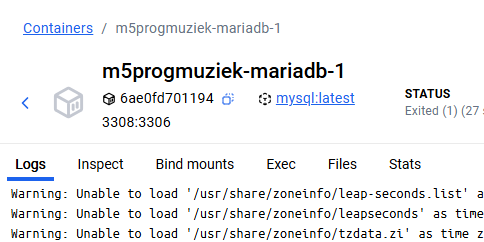 Containers / m5progmuziek-mariadb-1
m5progmuziek-mariadb-1
6ae0fd701194 mysql:latest
3308:3306
STATUS
Exited (1) (27
Logs Inspect Bind mounts Exec Files Stats
Warning: Unable to load '/usr/share/zoneinfo/leap-seconds.list' a
Warning: Unable to load '/usr/share/zoneinfo/leapseconds' as time
Warning: Unable to load '/usr/share/zoneinfo/tzdata.zi' as time z